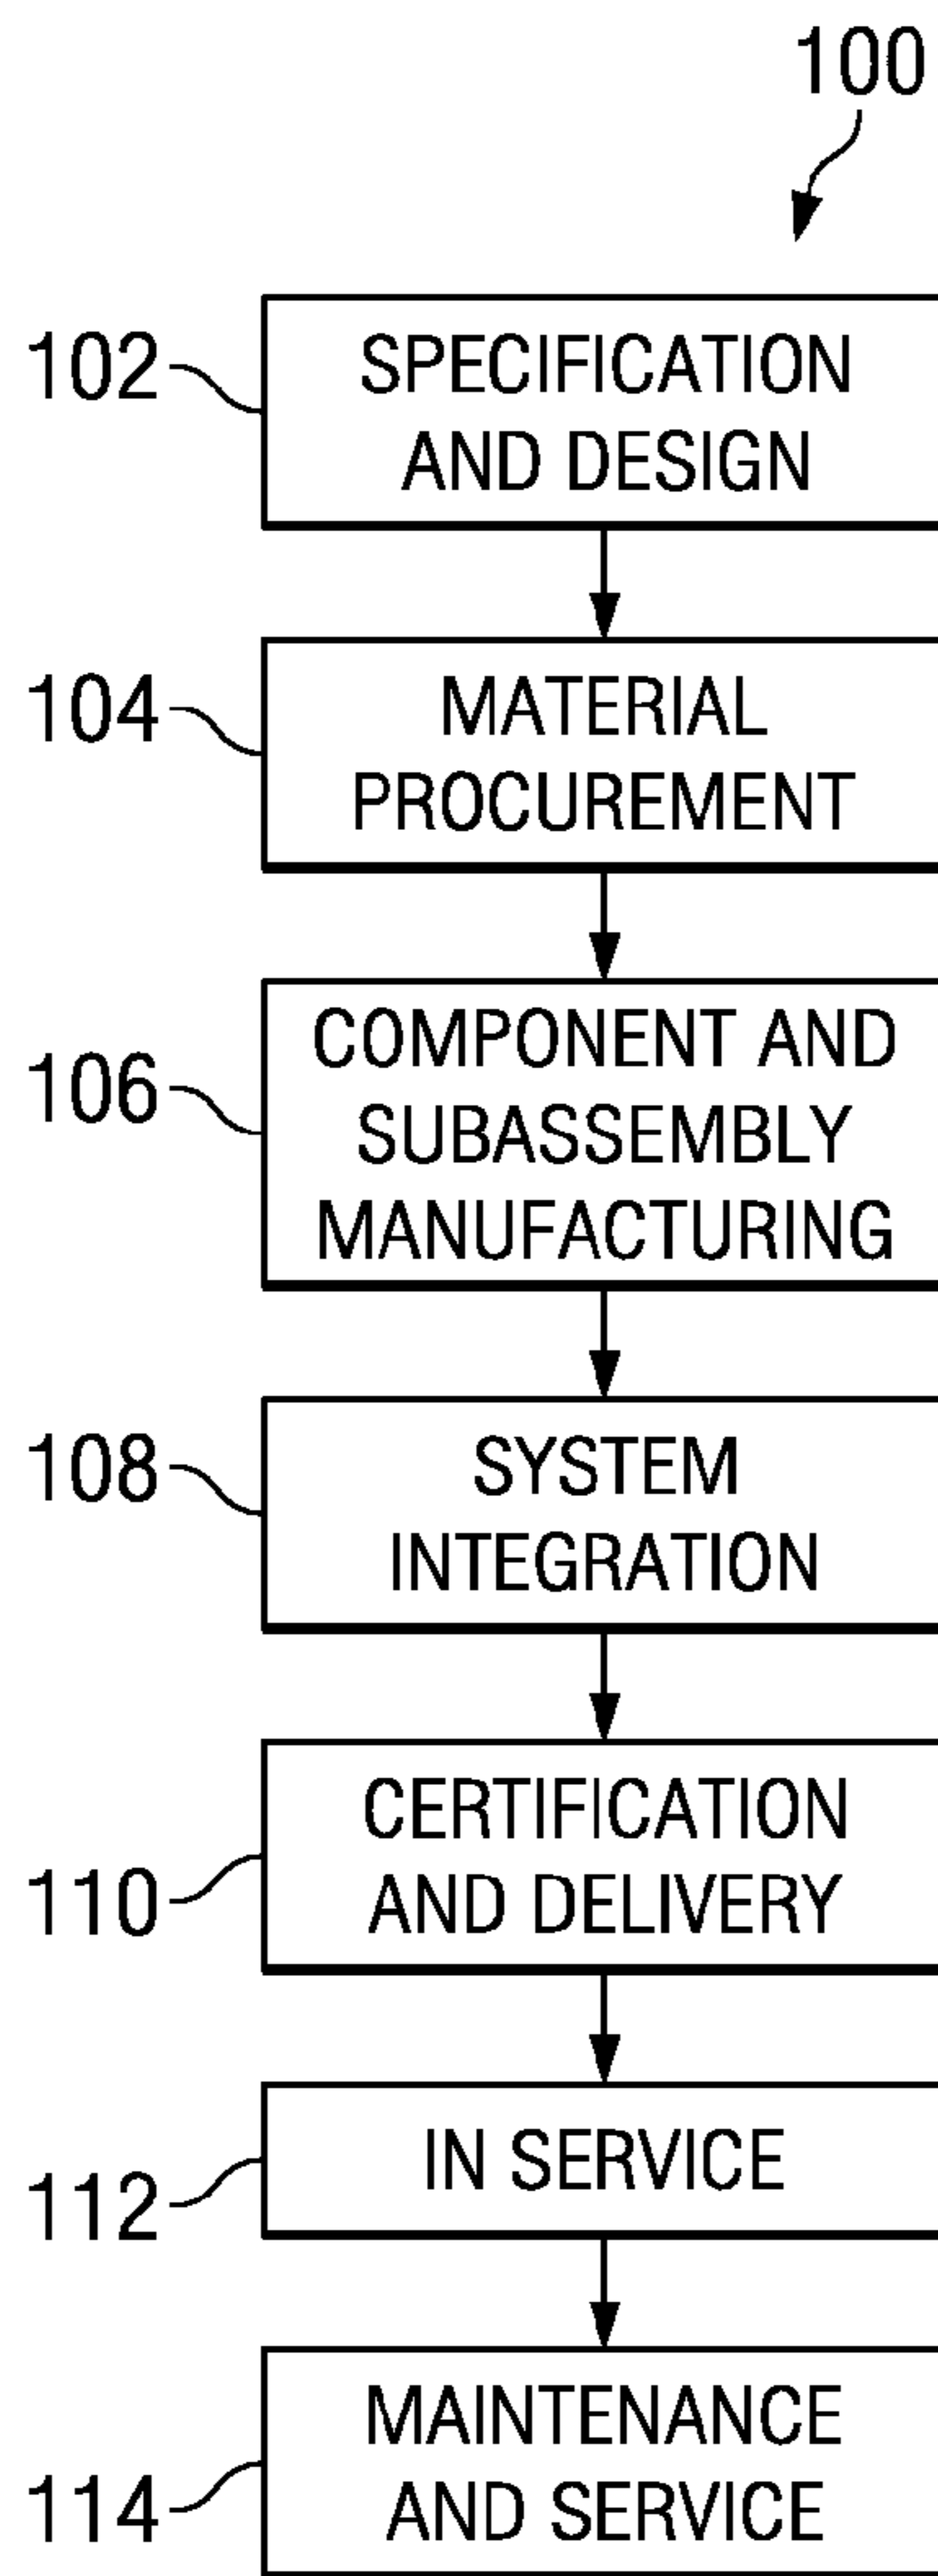 100
102
SPECIFICATION
AND DESIGN
104
MATERIAL
PROCUREMENT
106
COMPONENT AND
SUBASSEMBLY
MANUFACTURING
108
SYSTEM
INTEGRATION
110
CERTIFICATION
AND DELIVERY
112
IN SERVICE
114
MAINTENANCE
AND SERVICE